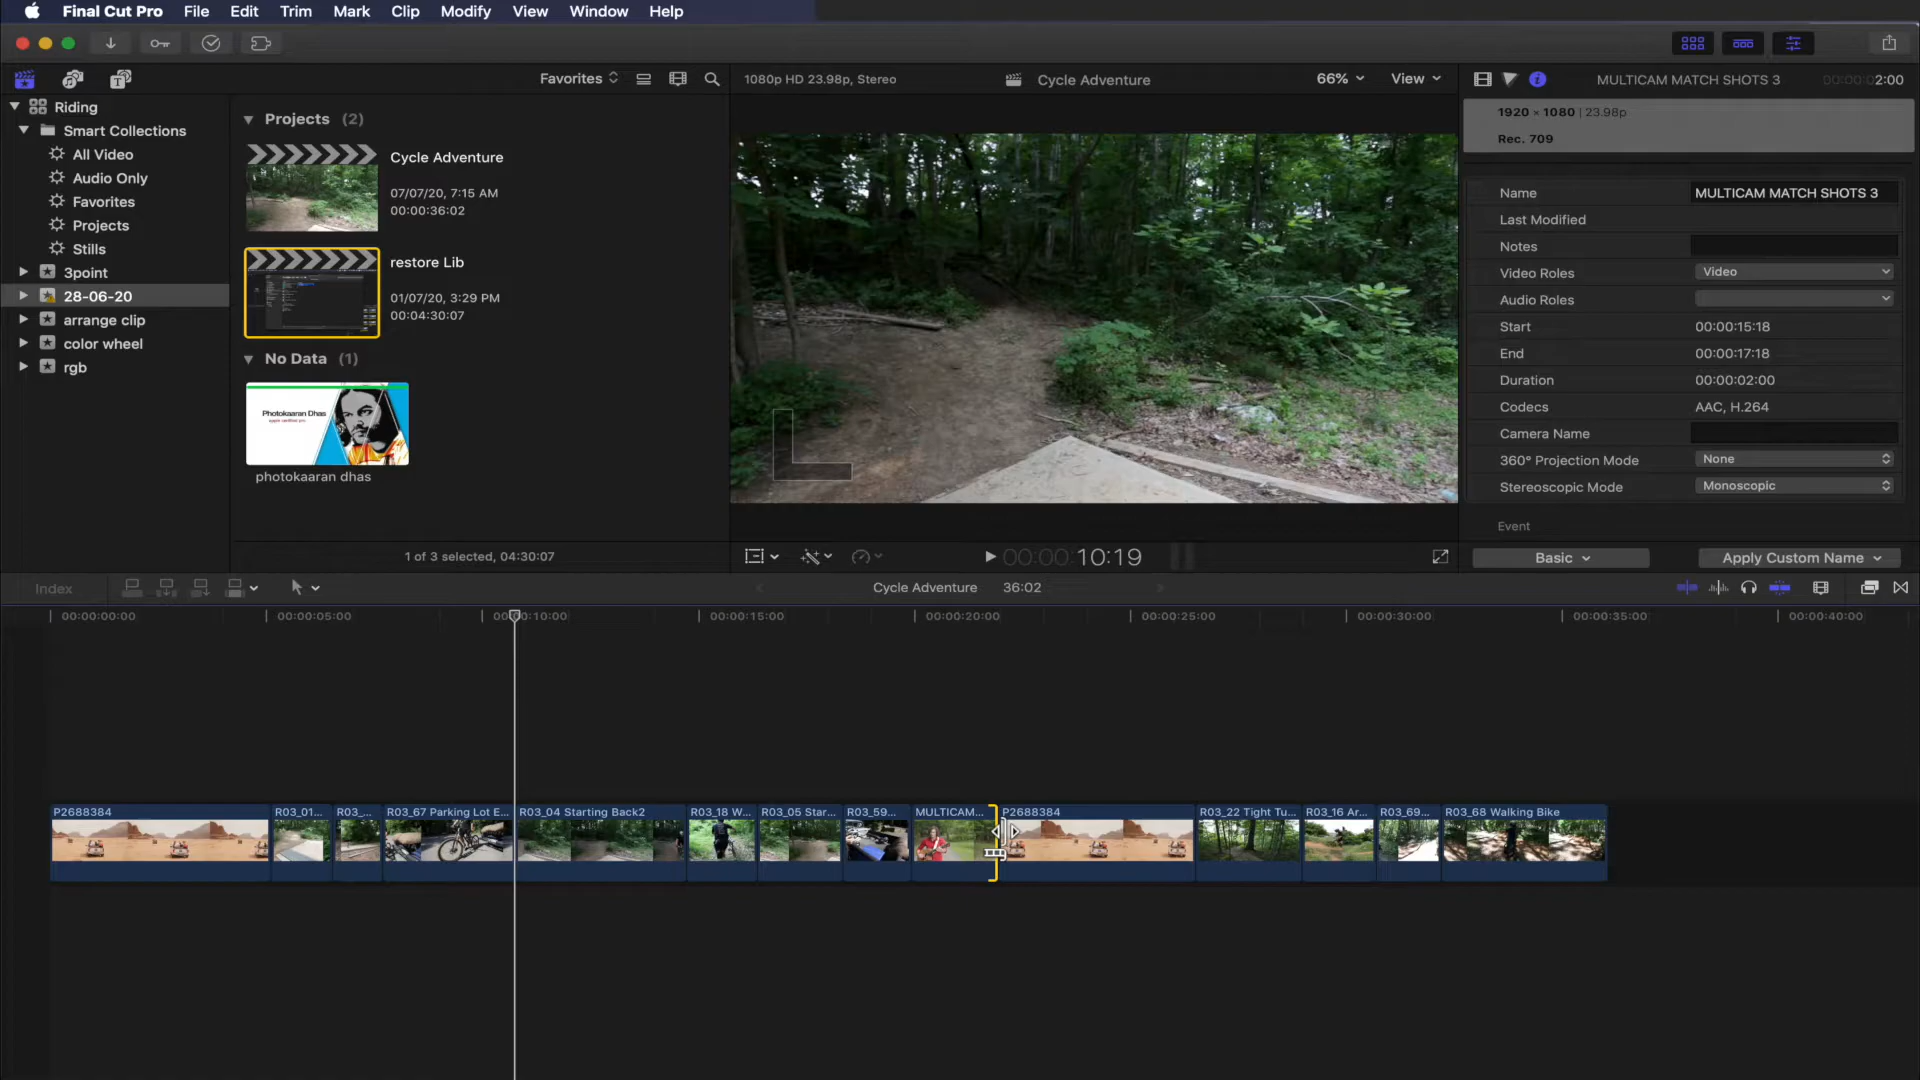 Final Cut Pro File Edit Trim Mark Clip Modify View Window Help
Favorites
1080p HD 23.98p, Stereo
Cycle Adventure
66%
View
MULTICAM MATCH SHOTS 3
00:00:02:00
Riding
Smart Collections
All Video
Audio Only
Favorites
Projects
Stills
3point
28-06-20
arrange clip
color wheel
rgb
Projects (2)
Cycle Adventure
07/07/20, 7:15 AM
00:00:36:02
restore Lib
01/07/20, 3:29 PM
00:04:30:07
No Data (1)
Photokaaran Dhas
photokaaran dhas
1 of 3 selected, 04:30:07
00:00:10:19
1920 × 1080 | 23.98p
Rec. 709
Name MULTICAM MATCH SHOTS 3
Last Modified
Notes
Video Roles Video
Audio Roles
Start 00:00:15:18
End 00:00:17:18
Duration 00:00:02:00
Codecs AAC, H.264
Camera Name
360° Projection Mode None
Stereoscopic Mode Monoscopic
Event
Basic
Apply Custom Name
Index
Cycle Adventure 36:02
00:00:00:00 00:00:05:00 00:00:10:00 00:00:15:00 00:00:20:00 00:00:25:00 00:00:30:00 00:00:35:00 00:00:40:00
P2688384 R03_01... R03_... R03_67 Parking Lot E... R03_04 Starting Back2 R03_18 W... R03_05 Star... R03_59... MULTICAM... P2688384 R03_22 Tight Tu... R03_16 Ar... R03_69... R03_68 Walking Bike